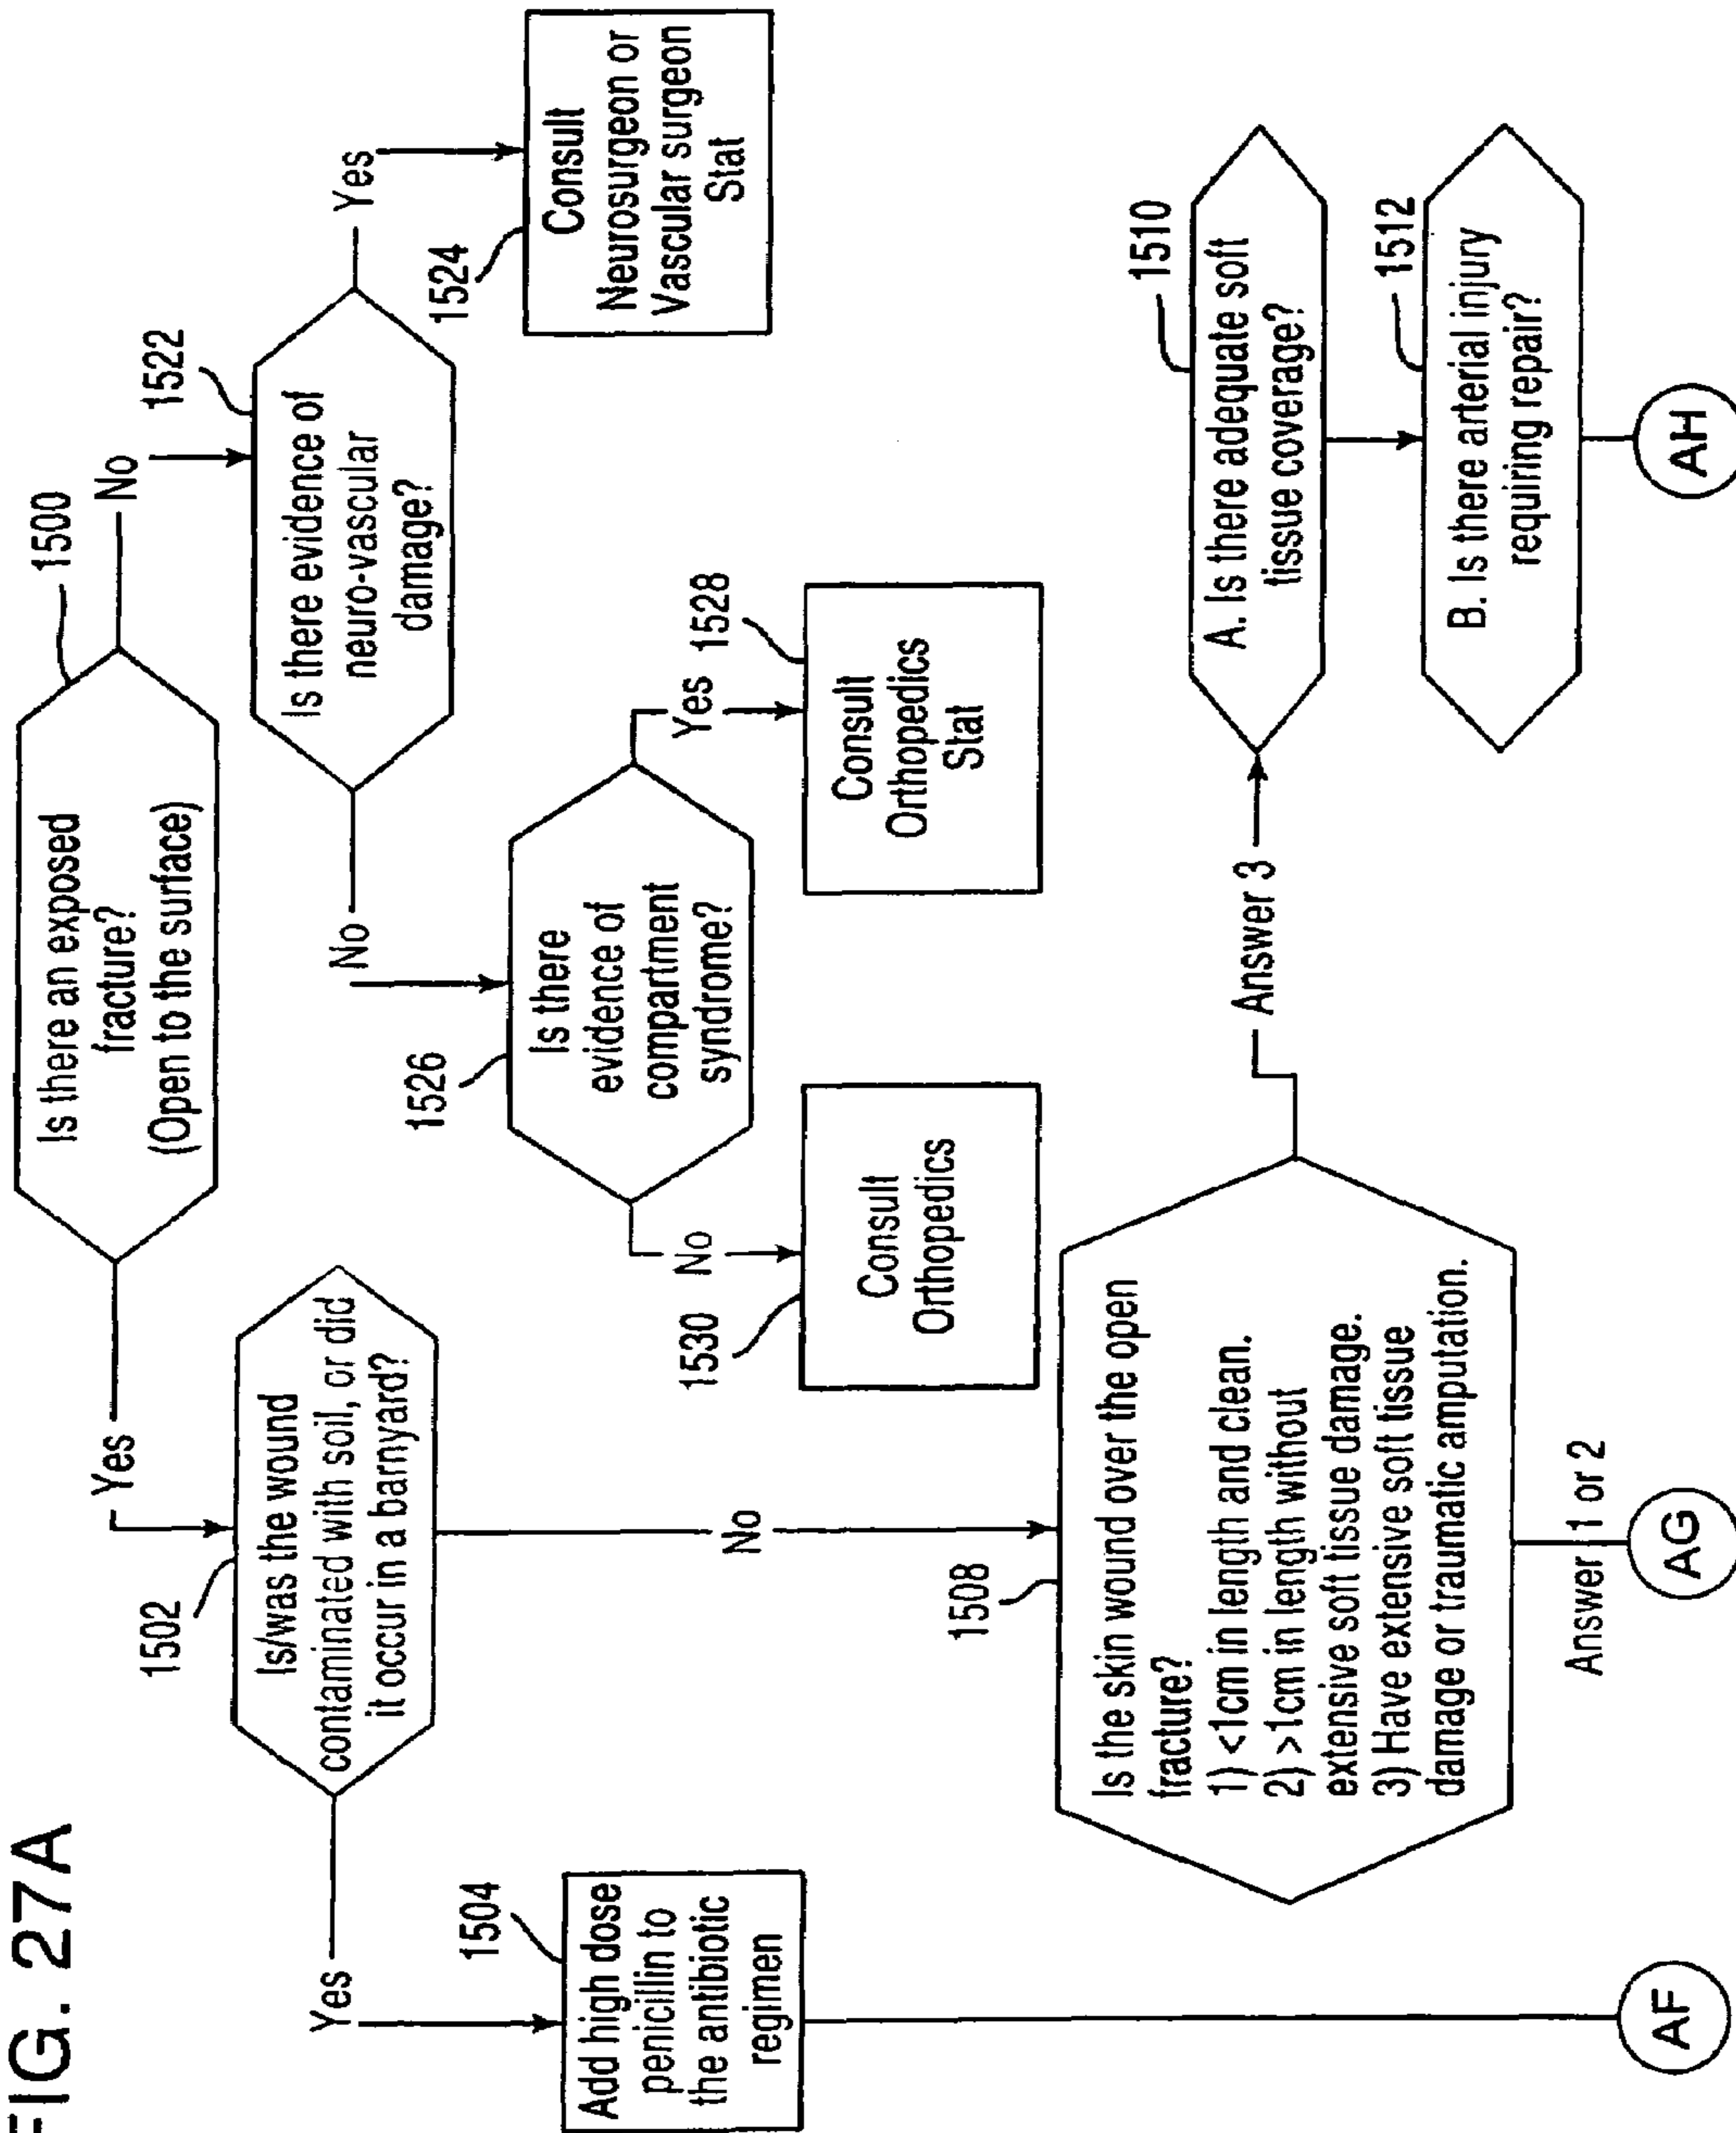 FIG. 27A
1500
Is there an exposed
fracture?
(Open to the surface)
Yes
No
1502
Is/was the wound
contaminated with soil, or did
it occur in a barnyard?
1522
Is there evidence of
neuro-vascular
damage?
Yes
No
No
Yes
1504
Add high dose
penicillin to
the antibiotic
regimen
1526
Is there
evidence of
compartment
syndrome?
1524
Consult
Neurosurgeon or
Vascular surgeon
Stat
No
Yes
1530
Consult
Orthopedics
1528
Consult
Orthopedics
Stat
1508
Is the skin wound over the open
fracture?
1) <1cm in length and clean.
2) >1cm in length without
extensive soft tissue damage.
3) Have extensive soft tissue
damage or traumatic amputation.
Answer 3
1510
A. Is there adequate soft
tissue coverage?
1512
B. Is there arterial injury
requiring repair?
Answer 1 or 2
AF
AG
AH